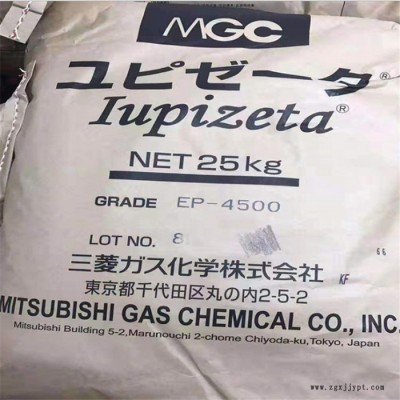 MGC
ユピゼータ®
Iupizeta®
NET 25kg
GRADE EP-4500
LOT NO.
三菱ガス化学株式会社 KF
東京都千代田区丸の内2-5-2
MITSUBISHI GAS CHEMICAL CO., INC.
Mitsubishi Building 5-2, Marunouchi 2-chome Chiyoda-ku, Tokyo, Japan
www.zgxjjypt.com